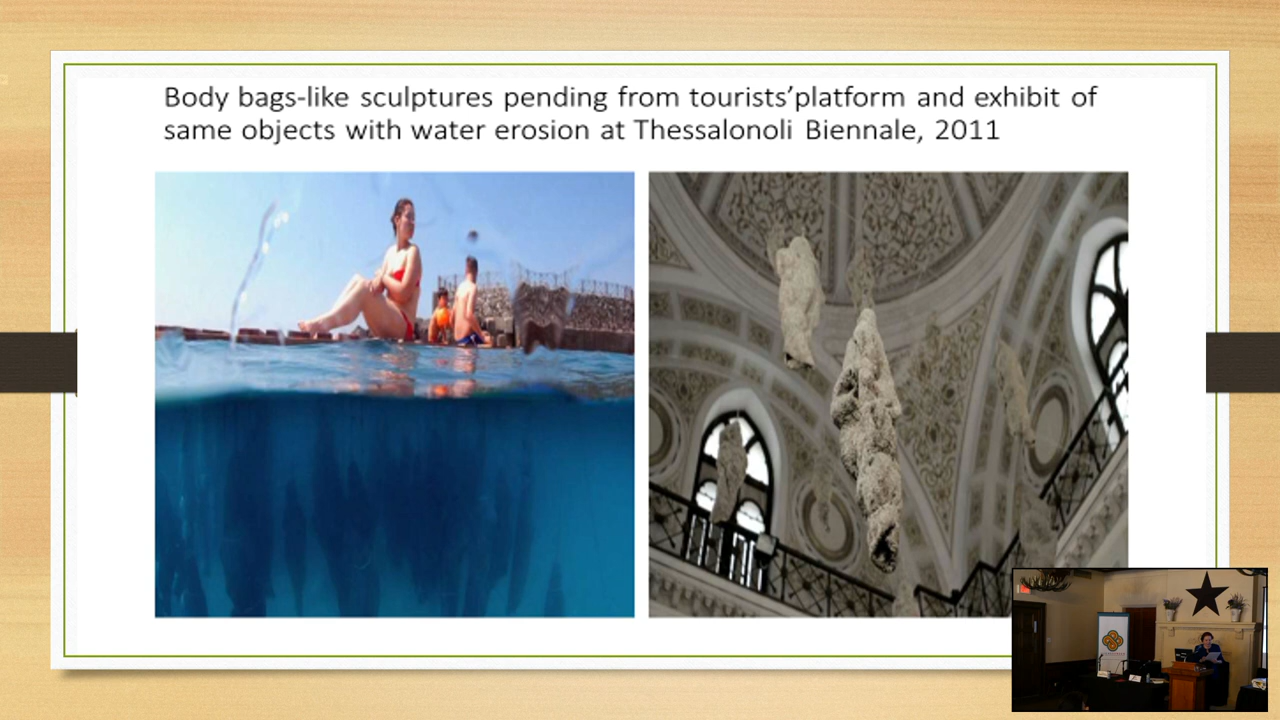 Body bags-like sculptures pending from tourists’platform and exhibit of
same objects with water erosion at Thessalonoli Biennale, 2011